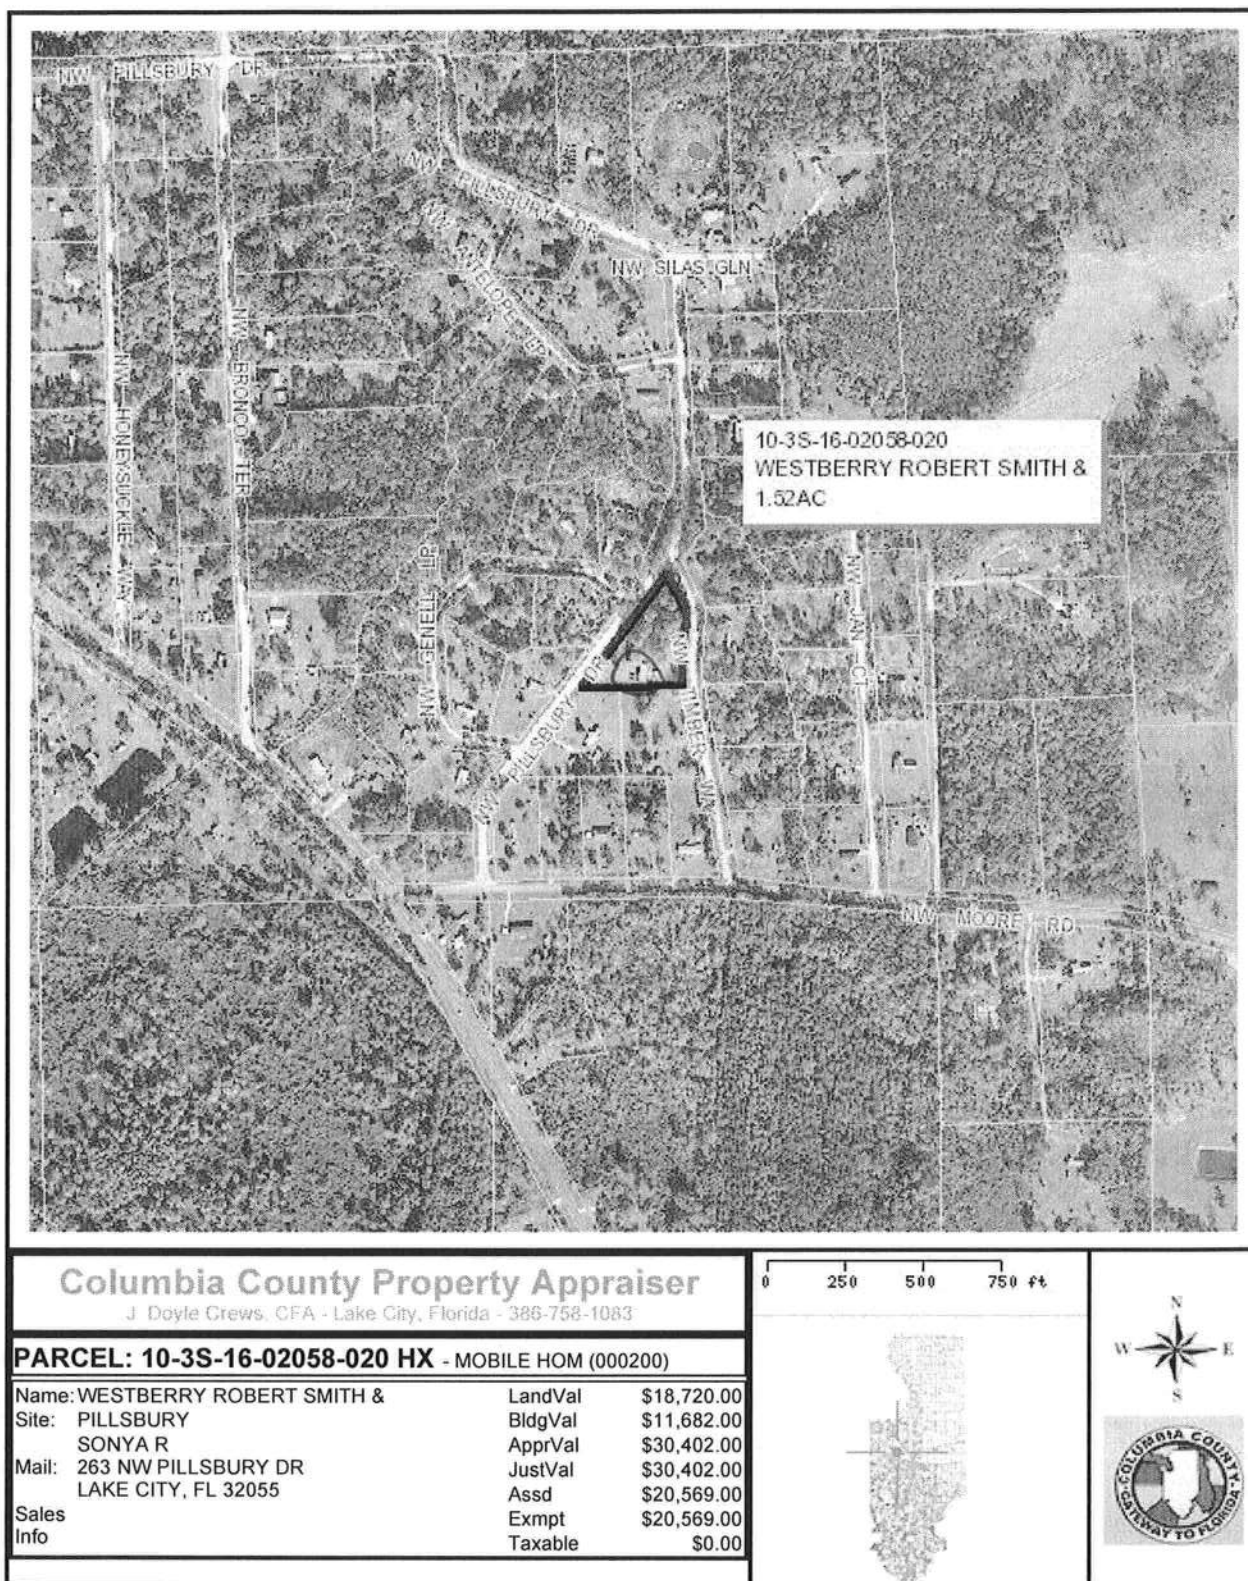 NW PILLSBURY DR
NW PILLSBURY DR
NW ANTELOPE LP
NW SILAS GLN
NW HONEYSUCKLE WAY
NW BRONCO TER
10-3S-16-02058-020
WESTBERRY ROBERT SMITH &
1.52AC
NW GENELL LP
NW JAN CT
NW PILLSBURY DR
NW TIMBER
NW MOORE RD
Columbia County Property Appraiser
J. Doyle Crews, CFA - Lake City, Florida - 386-758-1083
PARCEL: 10-3S-16-02058-020 HX - MOBILE HOM (000200)
Name: WESTBERRY ROBERT SMITH & LandVal $18,720.00
Site: PILLSBURY BldgVal $11,682.00
SONYA R ApprVal $30,402.00
Mail: 263 NW PILLSBURY DR JustVal $30,402.00
LAKE CITY, FL 32055 Assd $20,569.00
Sales Exmpt $20,569.00
Info Taxable $0.00
0 250 500 750 ft
N
W E
S
COLUMBIA COUNTY
GATEWAY TO FLORIDA